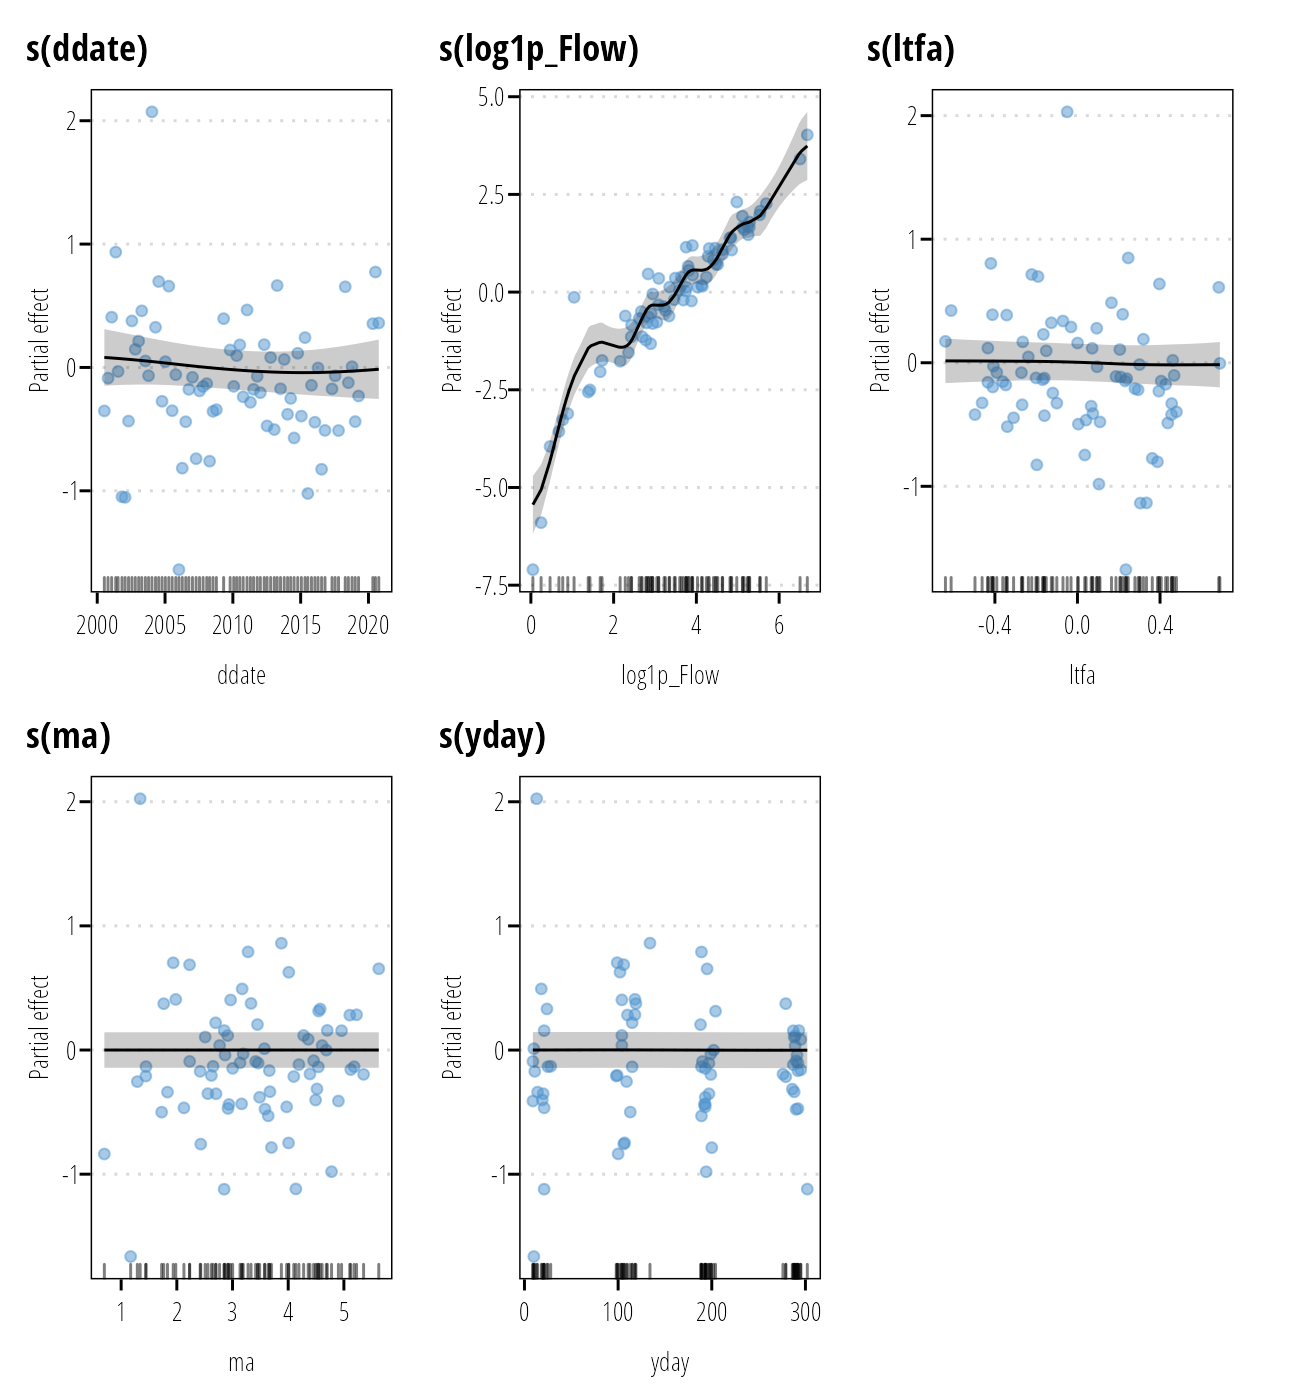 s(ddate) s(log1p_Flow) s(ltfa)
Partial effect
2
1
0
-1
2000 2005 2010 2015 2020
ddate
Partial effect
5.0
2.5
0.0
-2.5
-5.0
-7.5
0 2 4 6
log1p_Flow
Partial effect
2
1
0
-1
-0.4 0.0 0.4
ltfa
s(ma) s(yday)
Partial effect
2
1
0
-1
1 2 3 4 5
ma
Partial effect
2
1
0
-1
0 100 200 300
yday